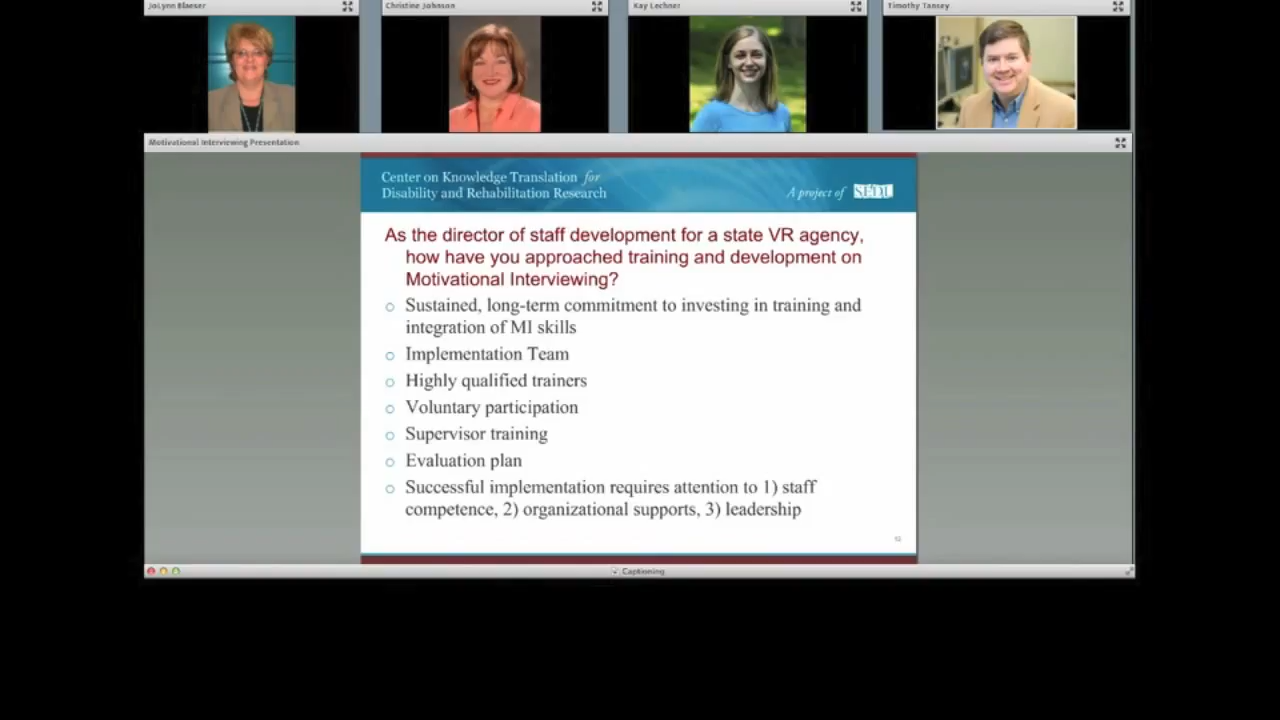 JoLynn Blaeser
Christine Johnson
Kay Lechner
Timothy Tansey
Motivational Interviewing Presentation
Center on Knowledge Translation for
Disability and Rehabilitation Research
A project of SEDL
As the director of staff development for a state VR agency,
how have you approached training and development on
Motivational Interviewing?
Sustained, long-term commitment to investing in training and
integration of MI skills
Implementation Team
Highly qualified trainers
Voluntary participation
Supervisor training
Evaluation plan
Successful implementation requires attention to 1) staff
competence, 2) organizational supports, 3) leadership
Captioning